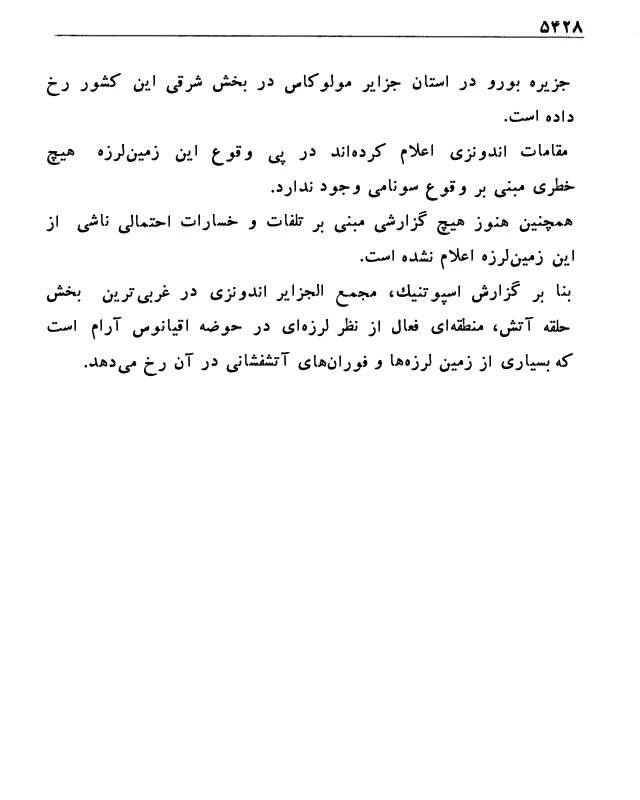 ۵۴۲۸
جزیره بورو در استان جزایر مولوکاس در بخش شرقی این کشور رخ
داده است.
مقامات اندونزی اعلام کرده‌اند در پی وقوع این زمین‌لرزه هیچ
خطری مبنی بر وقوع سونامی وجود ندارد.
همچنین هنوز هیچ گزارشی مبنی بر تلفات و خسارات احتمالی ناشی از
این زمین‌لرزه اعلام نشده است.
بنا بر گزارش اسپوتنیك، مجمع الجزایر اندونزی در غربی‌ترین بخش
حلقه آتش، منطقه‌ای فعال از نظر لرزه‌ای در حوضه اقیانوس آرام است
که بسیاری از زمین لرزه‌ها و فوران‌های آتشفشانی در آن رخ می‌دهد.